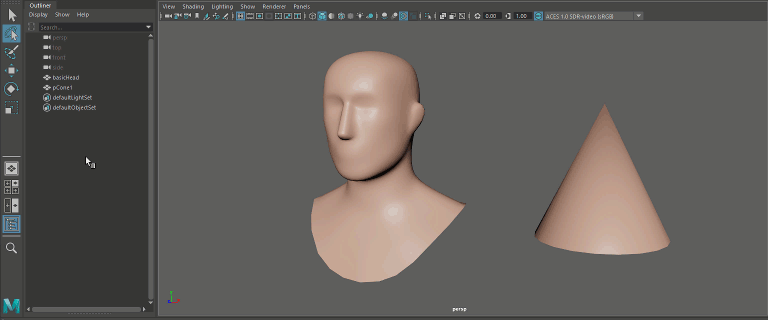 Outliner
Display Show Help
Search...
persp
top
front
side
basicHead
pCone1
defaultLightSet
defaultObjectSet
View Shading Lighting Show Renderer Panels
0.00 1.00 ACES 1.0 SDR-video (sRGB)
persp